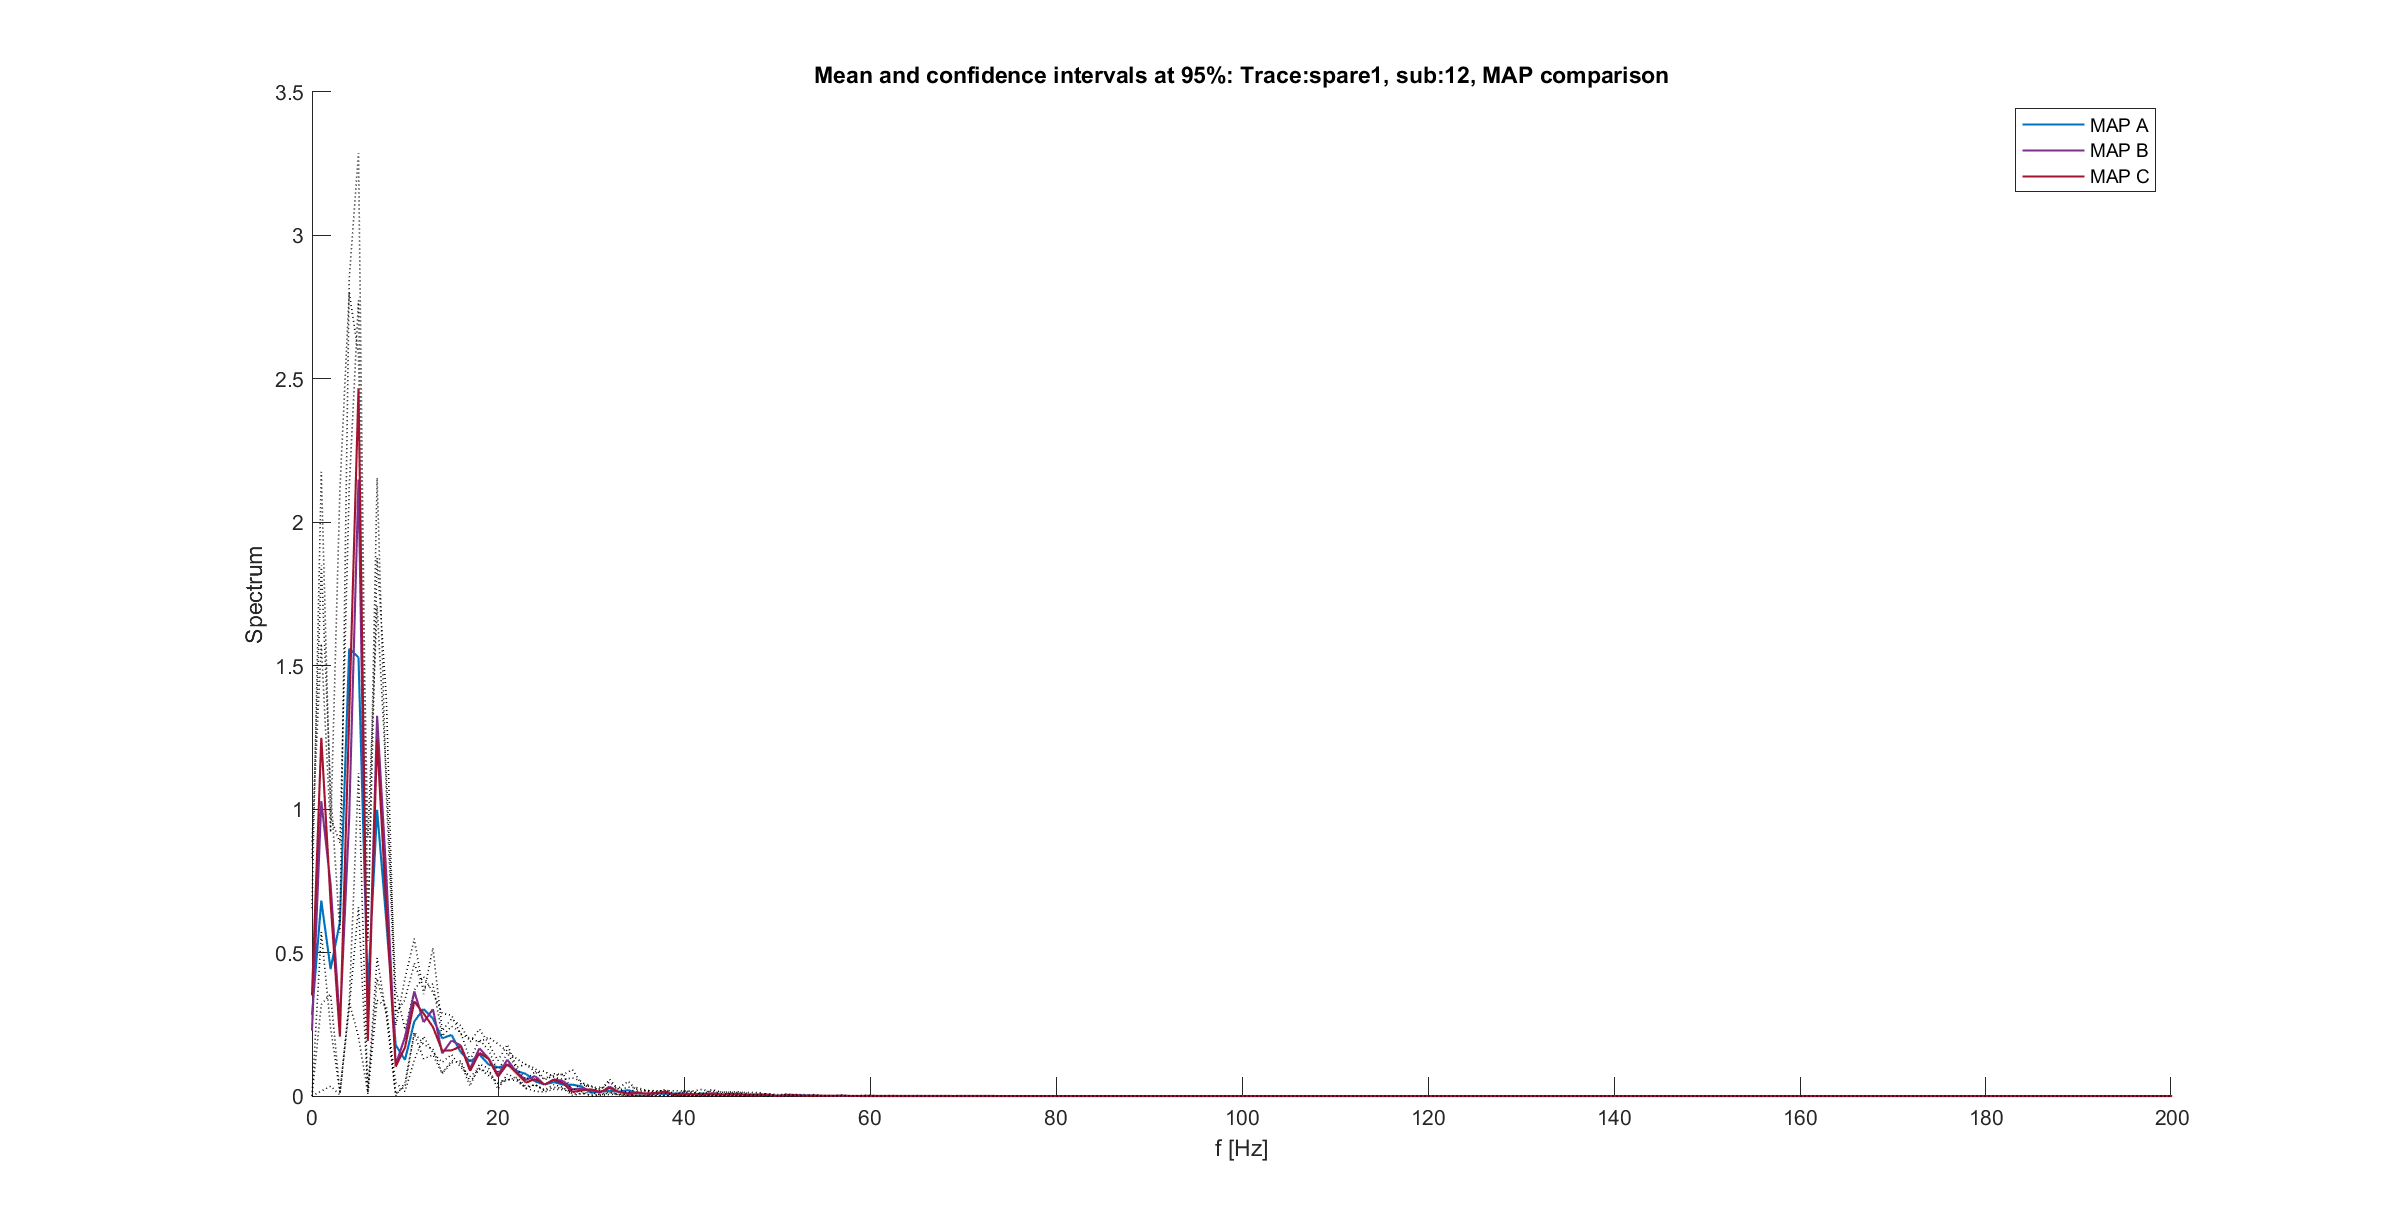 Mean and confidence intervals at 95%: Trace:spare1, sub:12, MAP comparison
3.5
3
2.5
2
1.5
1
0.5
0
Spectrum
MAP A
MAP B
MAP C
0 20 40 60 80 100 120 140 160 180 200
f [Hz]